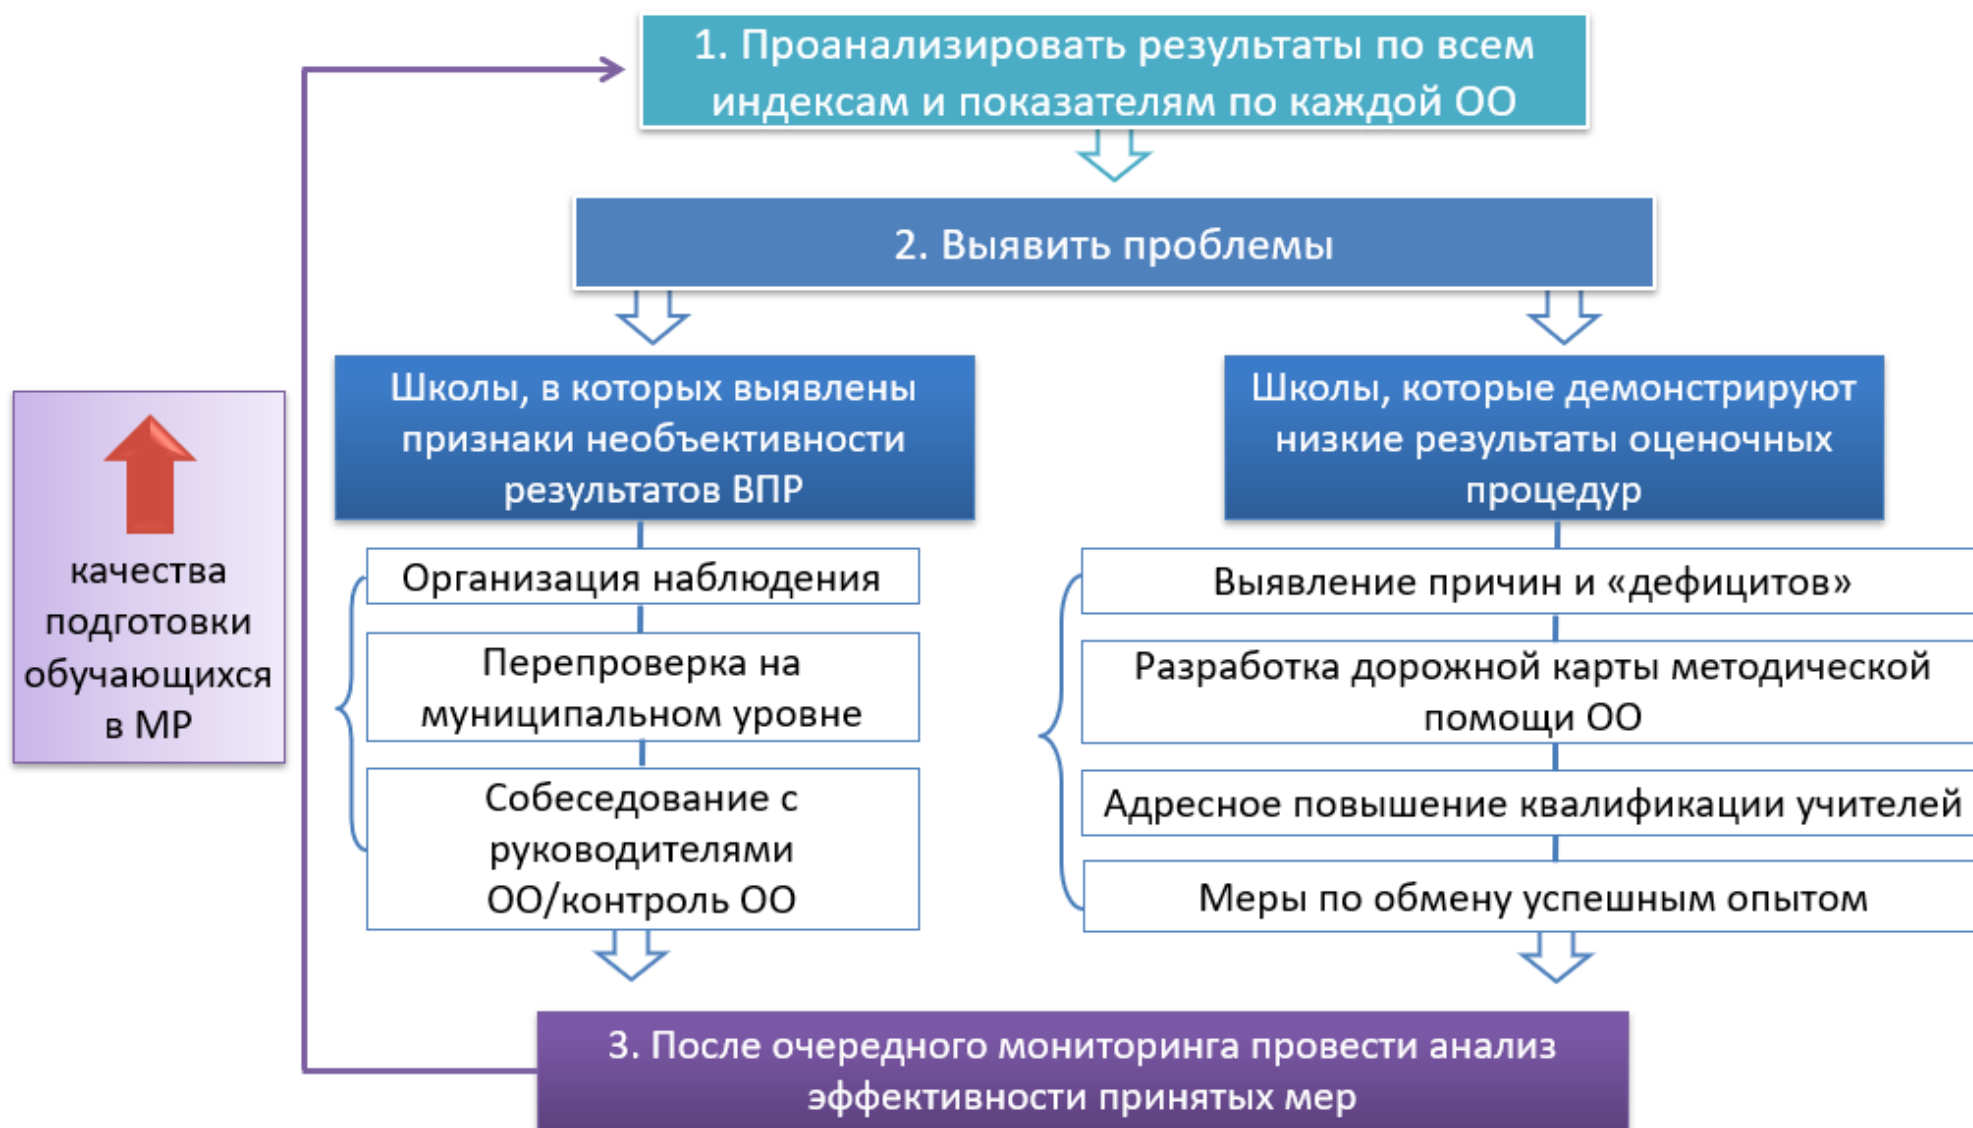 1. Проанализировать результаты по всем
индексам и показателям по каждой ОО
2. Выявить проблемы
Школы, в которых выявлены
признаки необъективности
результатов ВПР
Организация наблюдения
Перепроверка на
муниципальном уровне
Собеседование с
руководителями
ОО/контроль ОО
Школы, которые демонстрируют
низкие результаты оценочных
процедур
Выявление причин и «дефицитов»
Разработка дорожной карты методической
помощи ОО
Адресное повышение квалификации учителей
Меры по обмену успешным опытом
3. После очередного мониторинга провести анализ
эффективности принятых мер
качества
подготовки
обучающихся
в МР